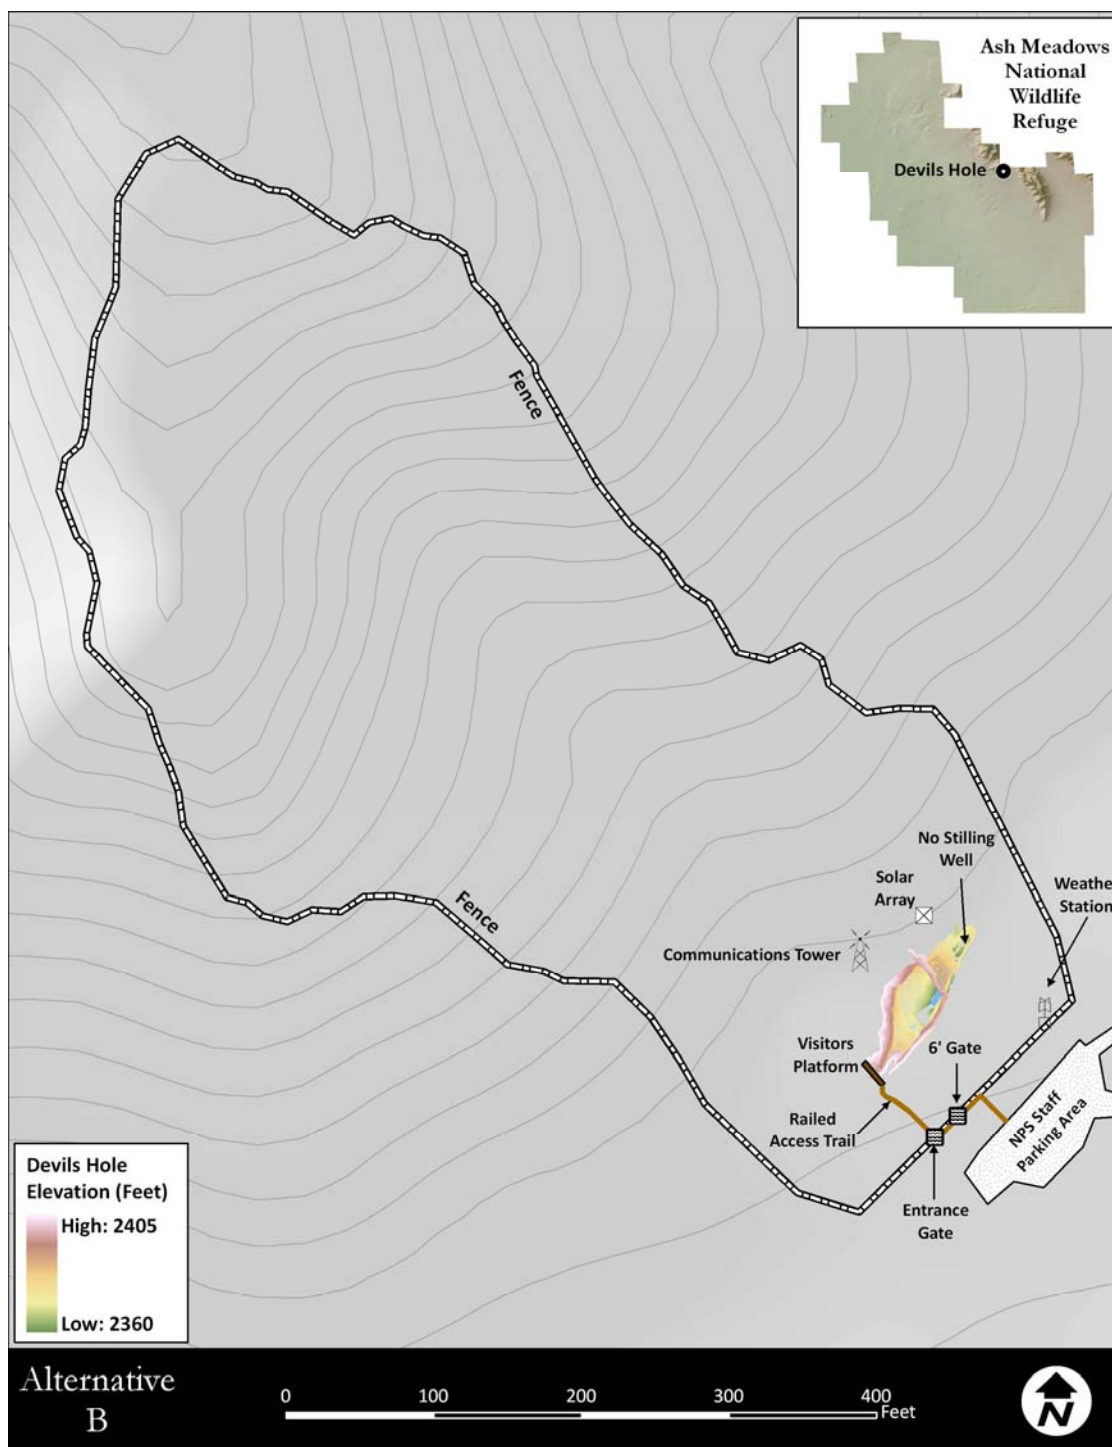 Ash Meadows
National
Wildlife
Refuge
Devils Hole
Fence
No Stilling
Well
Solar
Array
Weathe
Station
Fence
Communications Tower
6' Gate
Visitors
Platform
Railed
Access Trail
NPS Staff
Parking Area
Entrance
Gate
Devils Hole
Elevation (Feet)
High: 2405
Low: 2360
Alternative
B
0 100 200 300 400
Feet
N